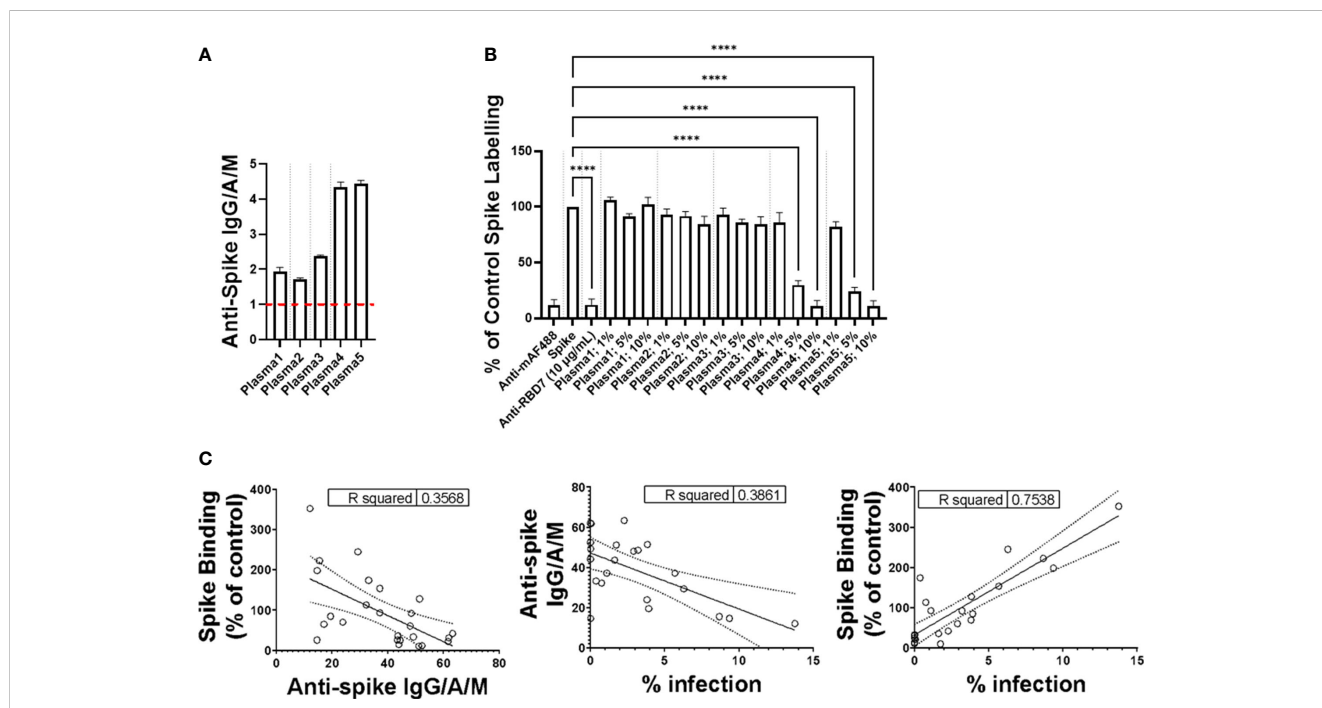 A
Anti-Spike IgG/A/M
5
4
3
2
1
0
Plasma1
Plasma2
Plasma3
Plasma4
Plasma5
B
% of Control Spike Labelling
150
100
50
0
****
****
****
****
****
Anti-mAF488
Spike
Anti-RBD7 (10 µg/mL)
Plasma1; 1%
Plasma1; 5%
Plasma1; 10%
Plasma2; 1%
Plasma2; 5%
Plasma2; 10%
Plasma3; 1%
Plasma3; 5%
Plasma3; 10%
Plasma4; 1%
Plasma4; 5%
Plasma4; 10%
Plasma5; 1%
Plasma5; 5%
Plasma5; 10%
C
Spike Binding
(% of control)
400
300
200
100
0
R squared 0.3568
0 20 40 60 80
Anti-spike IgG/A/M
Anti-spike
IgG/A/M
80
60
40
20
0
R squared 0.3861
0 5 10 15
% infection
Spike Binding
(% of control)
400
300
200
100
0
R squared 0.7538
0 5 10 15
% infection